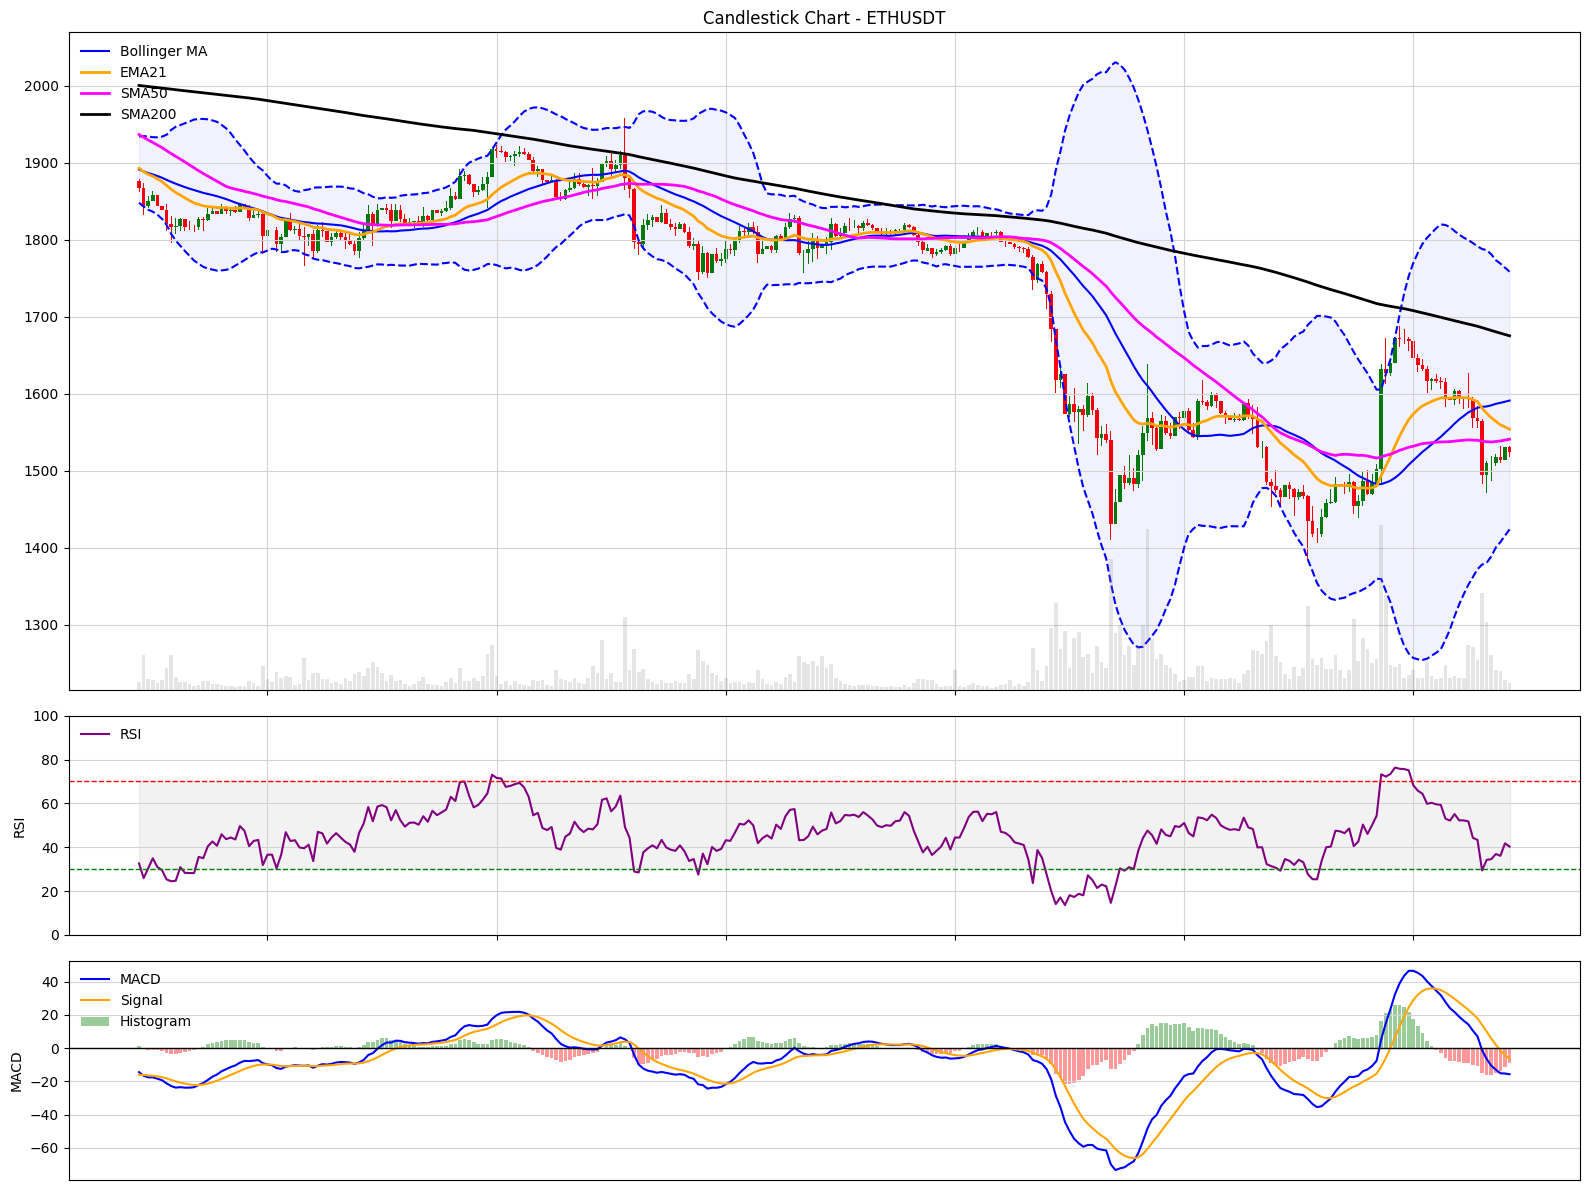 Candlestick Chart - ETHUSDT
Bollinger MA
EMA21
SMA50
SMA200
2000
1900
1800
1700
1600
1500
1400
1300
RSI
RSI
100
80
60
40
20
0
MACD
Signal
Histogram
MACD
40
20
0
−20
−40
−60